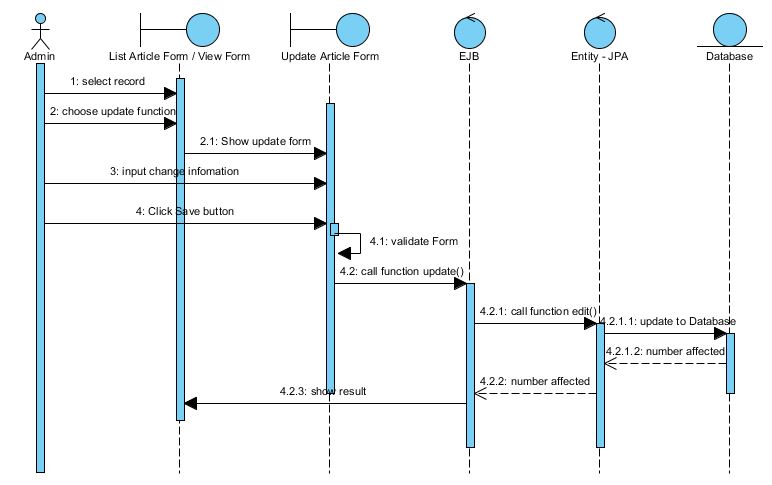 Admin
List Article Form / View Form
Update Article Form
EJB
Entity - JPA
Database
1: select record
2: choose update function
2.1: Show update form
3: input change infomation
4: Click Save button
4.1: validate Form
4.2: call function update()
4.2.1: call function edit()
4.2.1.1: update to Database
4.2.1.2: number affected
4.2.2: number affected
4.2.3: show result